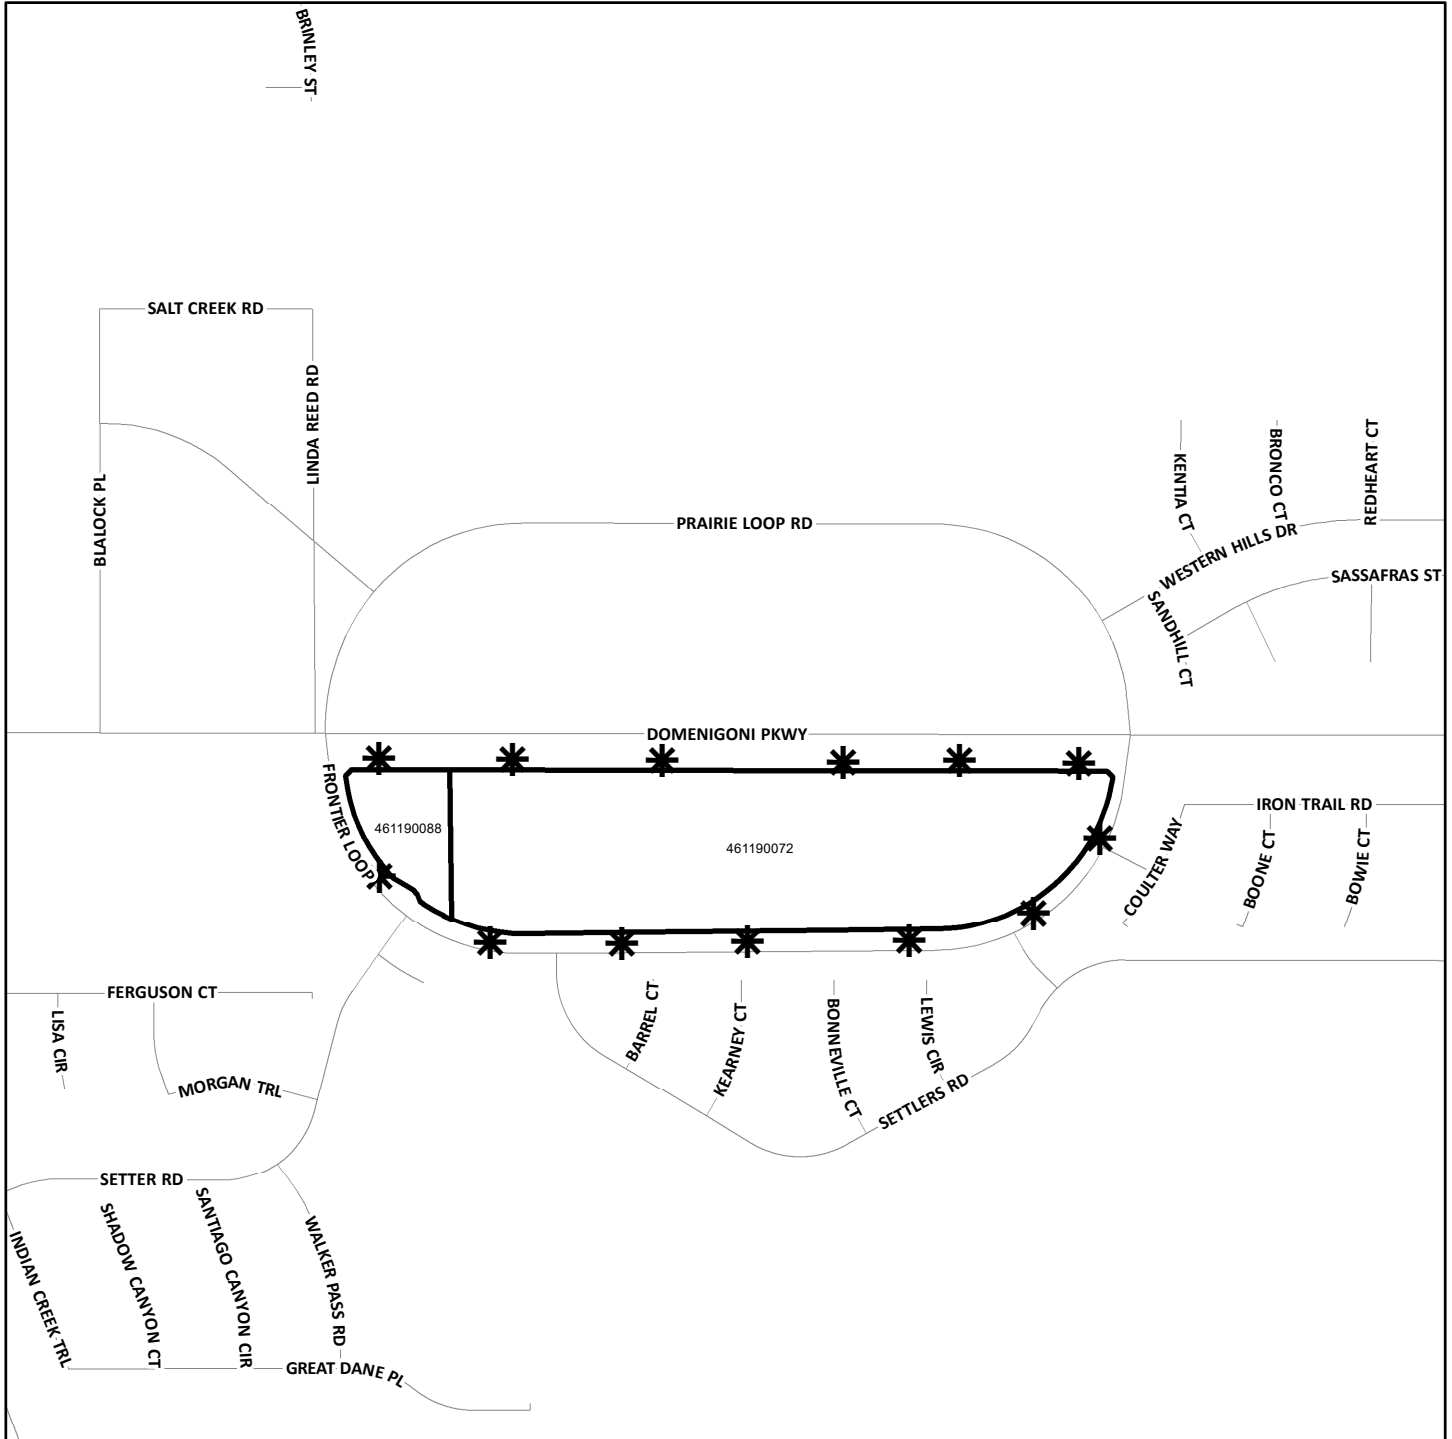 BRINLEY ST
SALT CREEK RD
LINDA REED RD
BLALOCK PL
PRAIRIE LOOP RD
KENTIA CT
BRONCO CT
REDHEART CT
WESTERN HILLS DR
SASSAFRAS ST
SANDHILL CT
DOMENIGONI PKWY
FRONTIER LOOP
461190088
461190072
IRON TRAIL RD
COULTER WAY
BOONE CT
BOWIE CT
FERGUSON CT
LISA CIR
MORGAN TRL
BARREL CT
KEARNEY CT
BONNEVILLE CT
LEWIS CIR
SETTLERS RD
SETTER RD
INDIAN CREEK TRL
SHADOW CANYON CT
SANTIAGO CANYON CIR
WALKER PASS RD
GREAT DANE PL